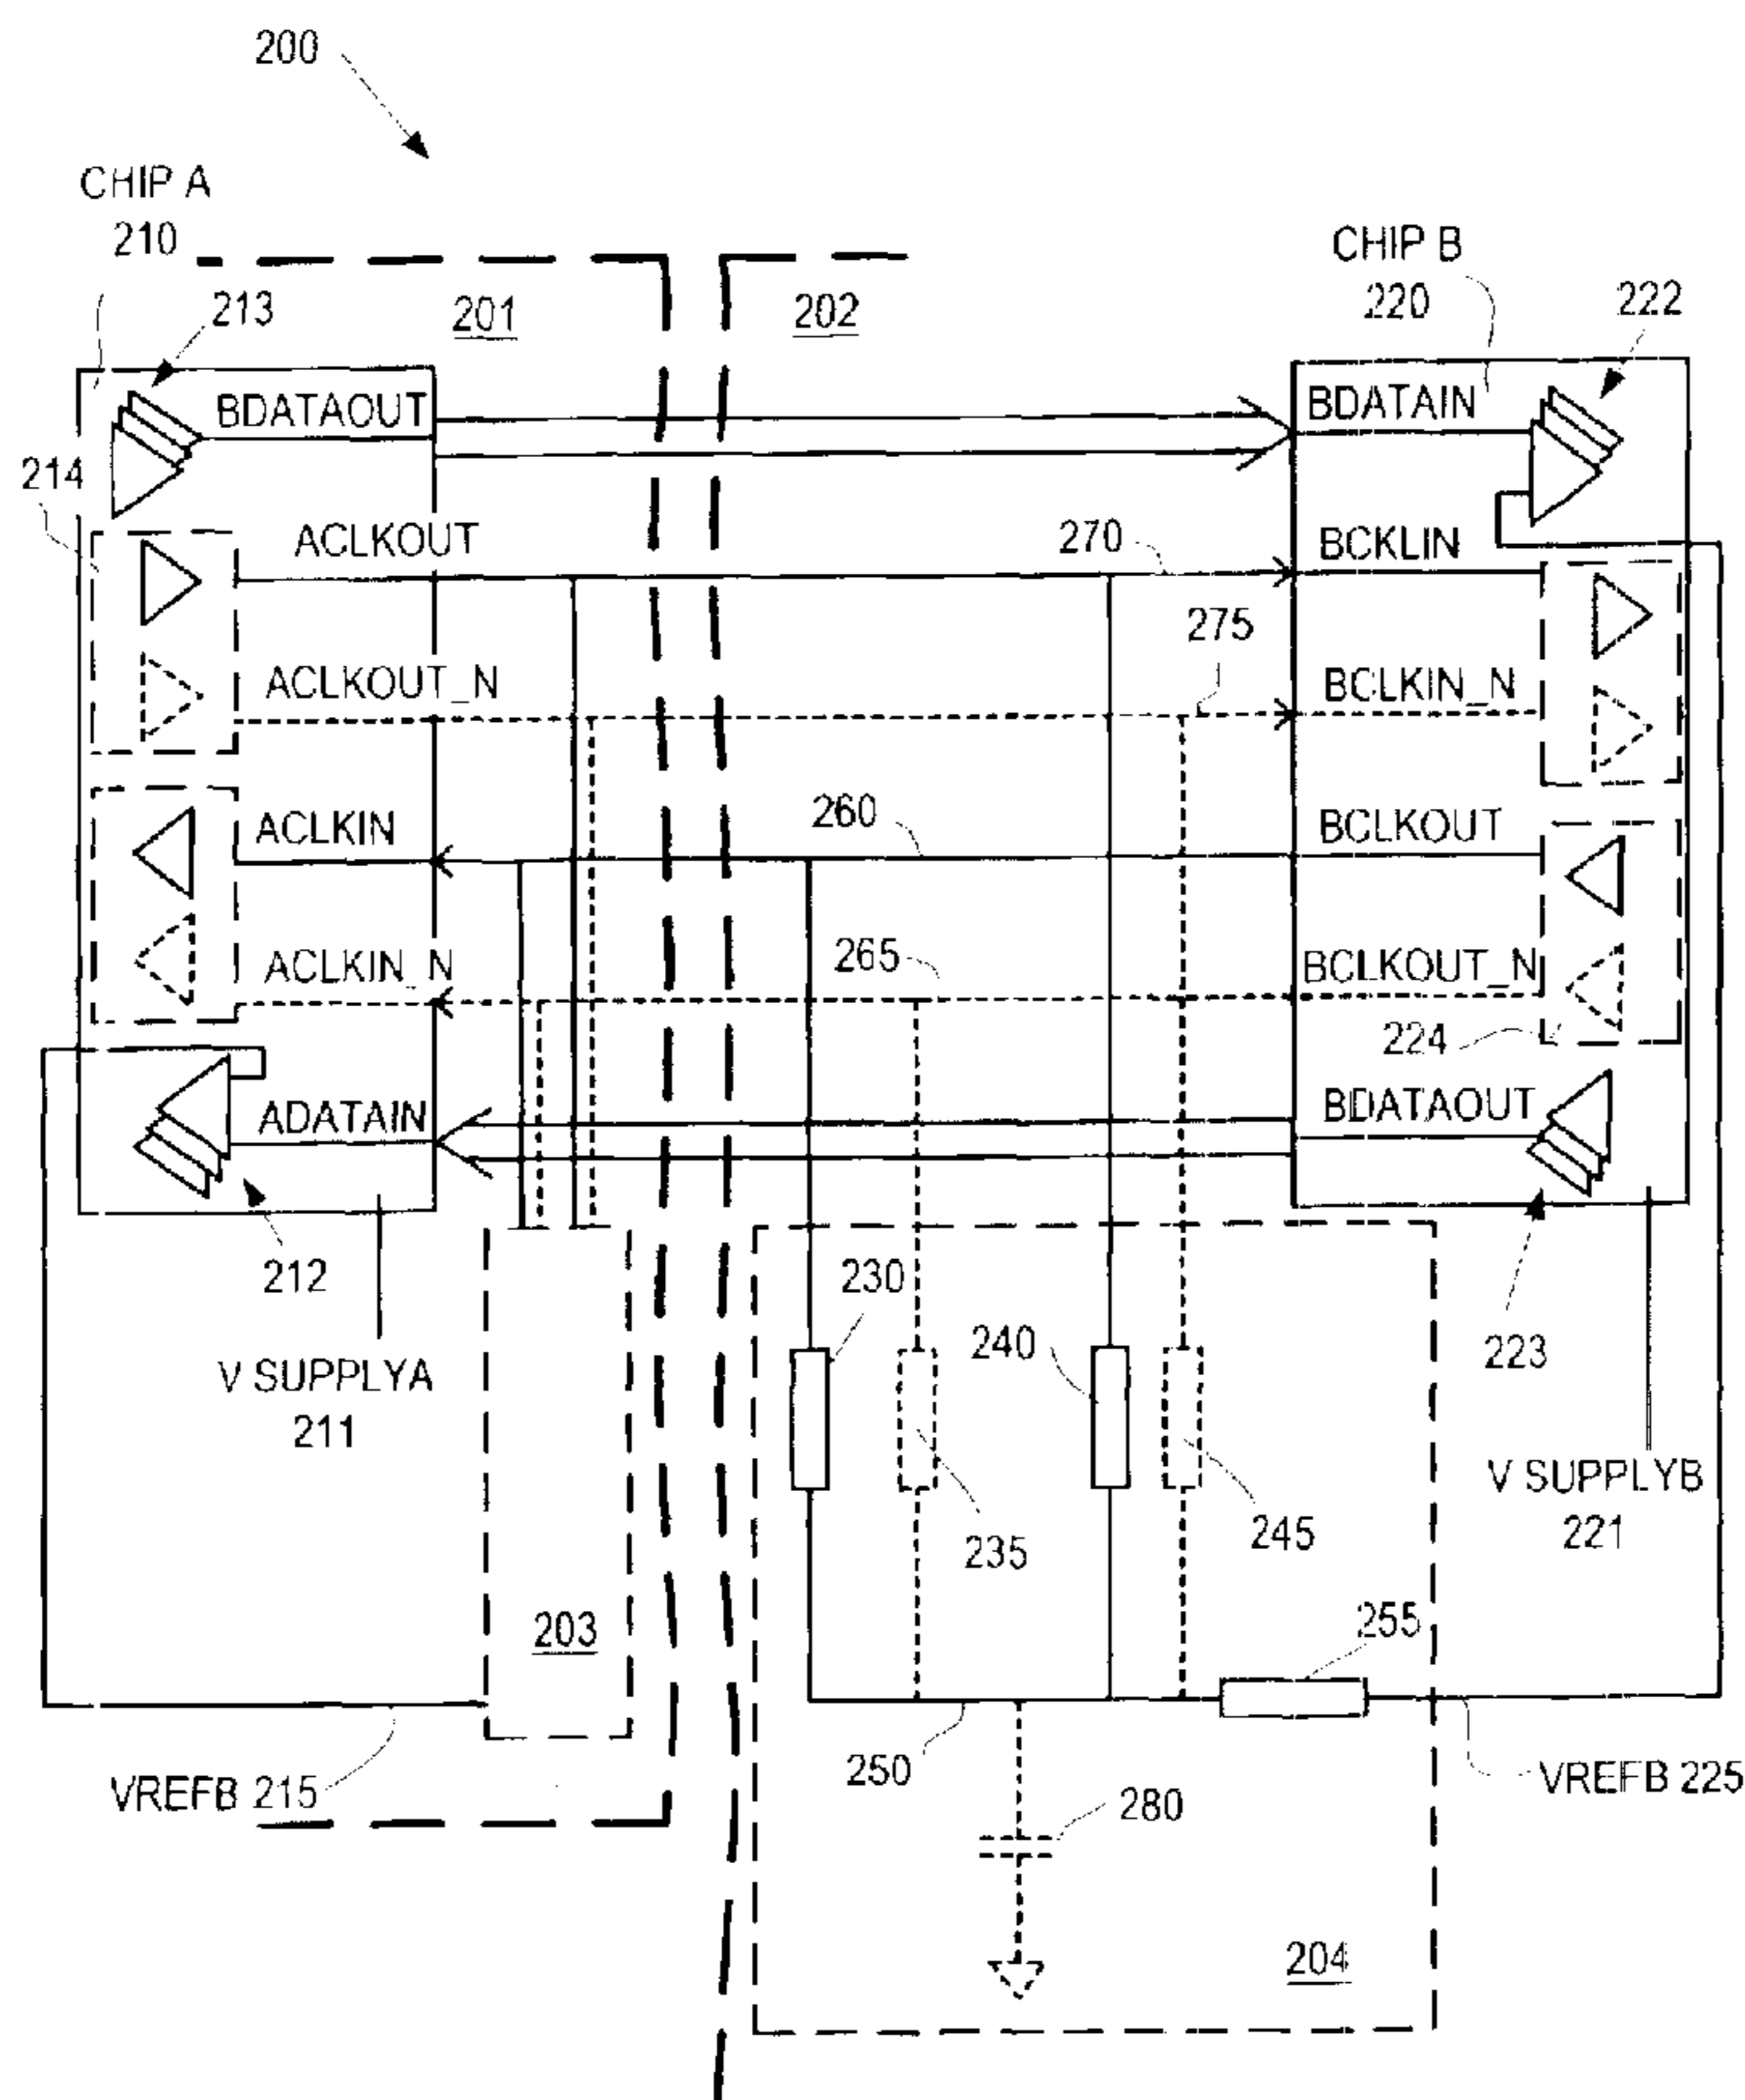 200
CHIP A
210
213
201
202
CHIP B
220
222
BDATAOUT
BDATAIN
214
ACLKOUT
270
BCKLIN
275
ACLKOUT_N
BCLKIN_N
ACLKIN
260
BCLKOUT
ACLKIN_N
265
BCLKOUT_N
224
ADATAIN
BDATAOUT
212
230
240
223
V SUPPLYA
211
235
245
V SUPPLYB
221
203
255
VREFB 215
250
280
VREFB 225
204